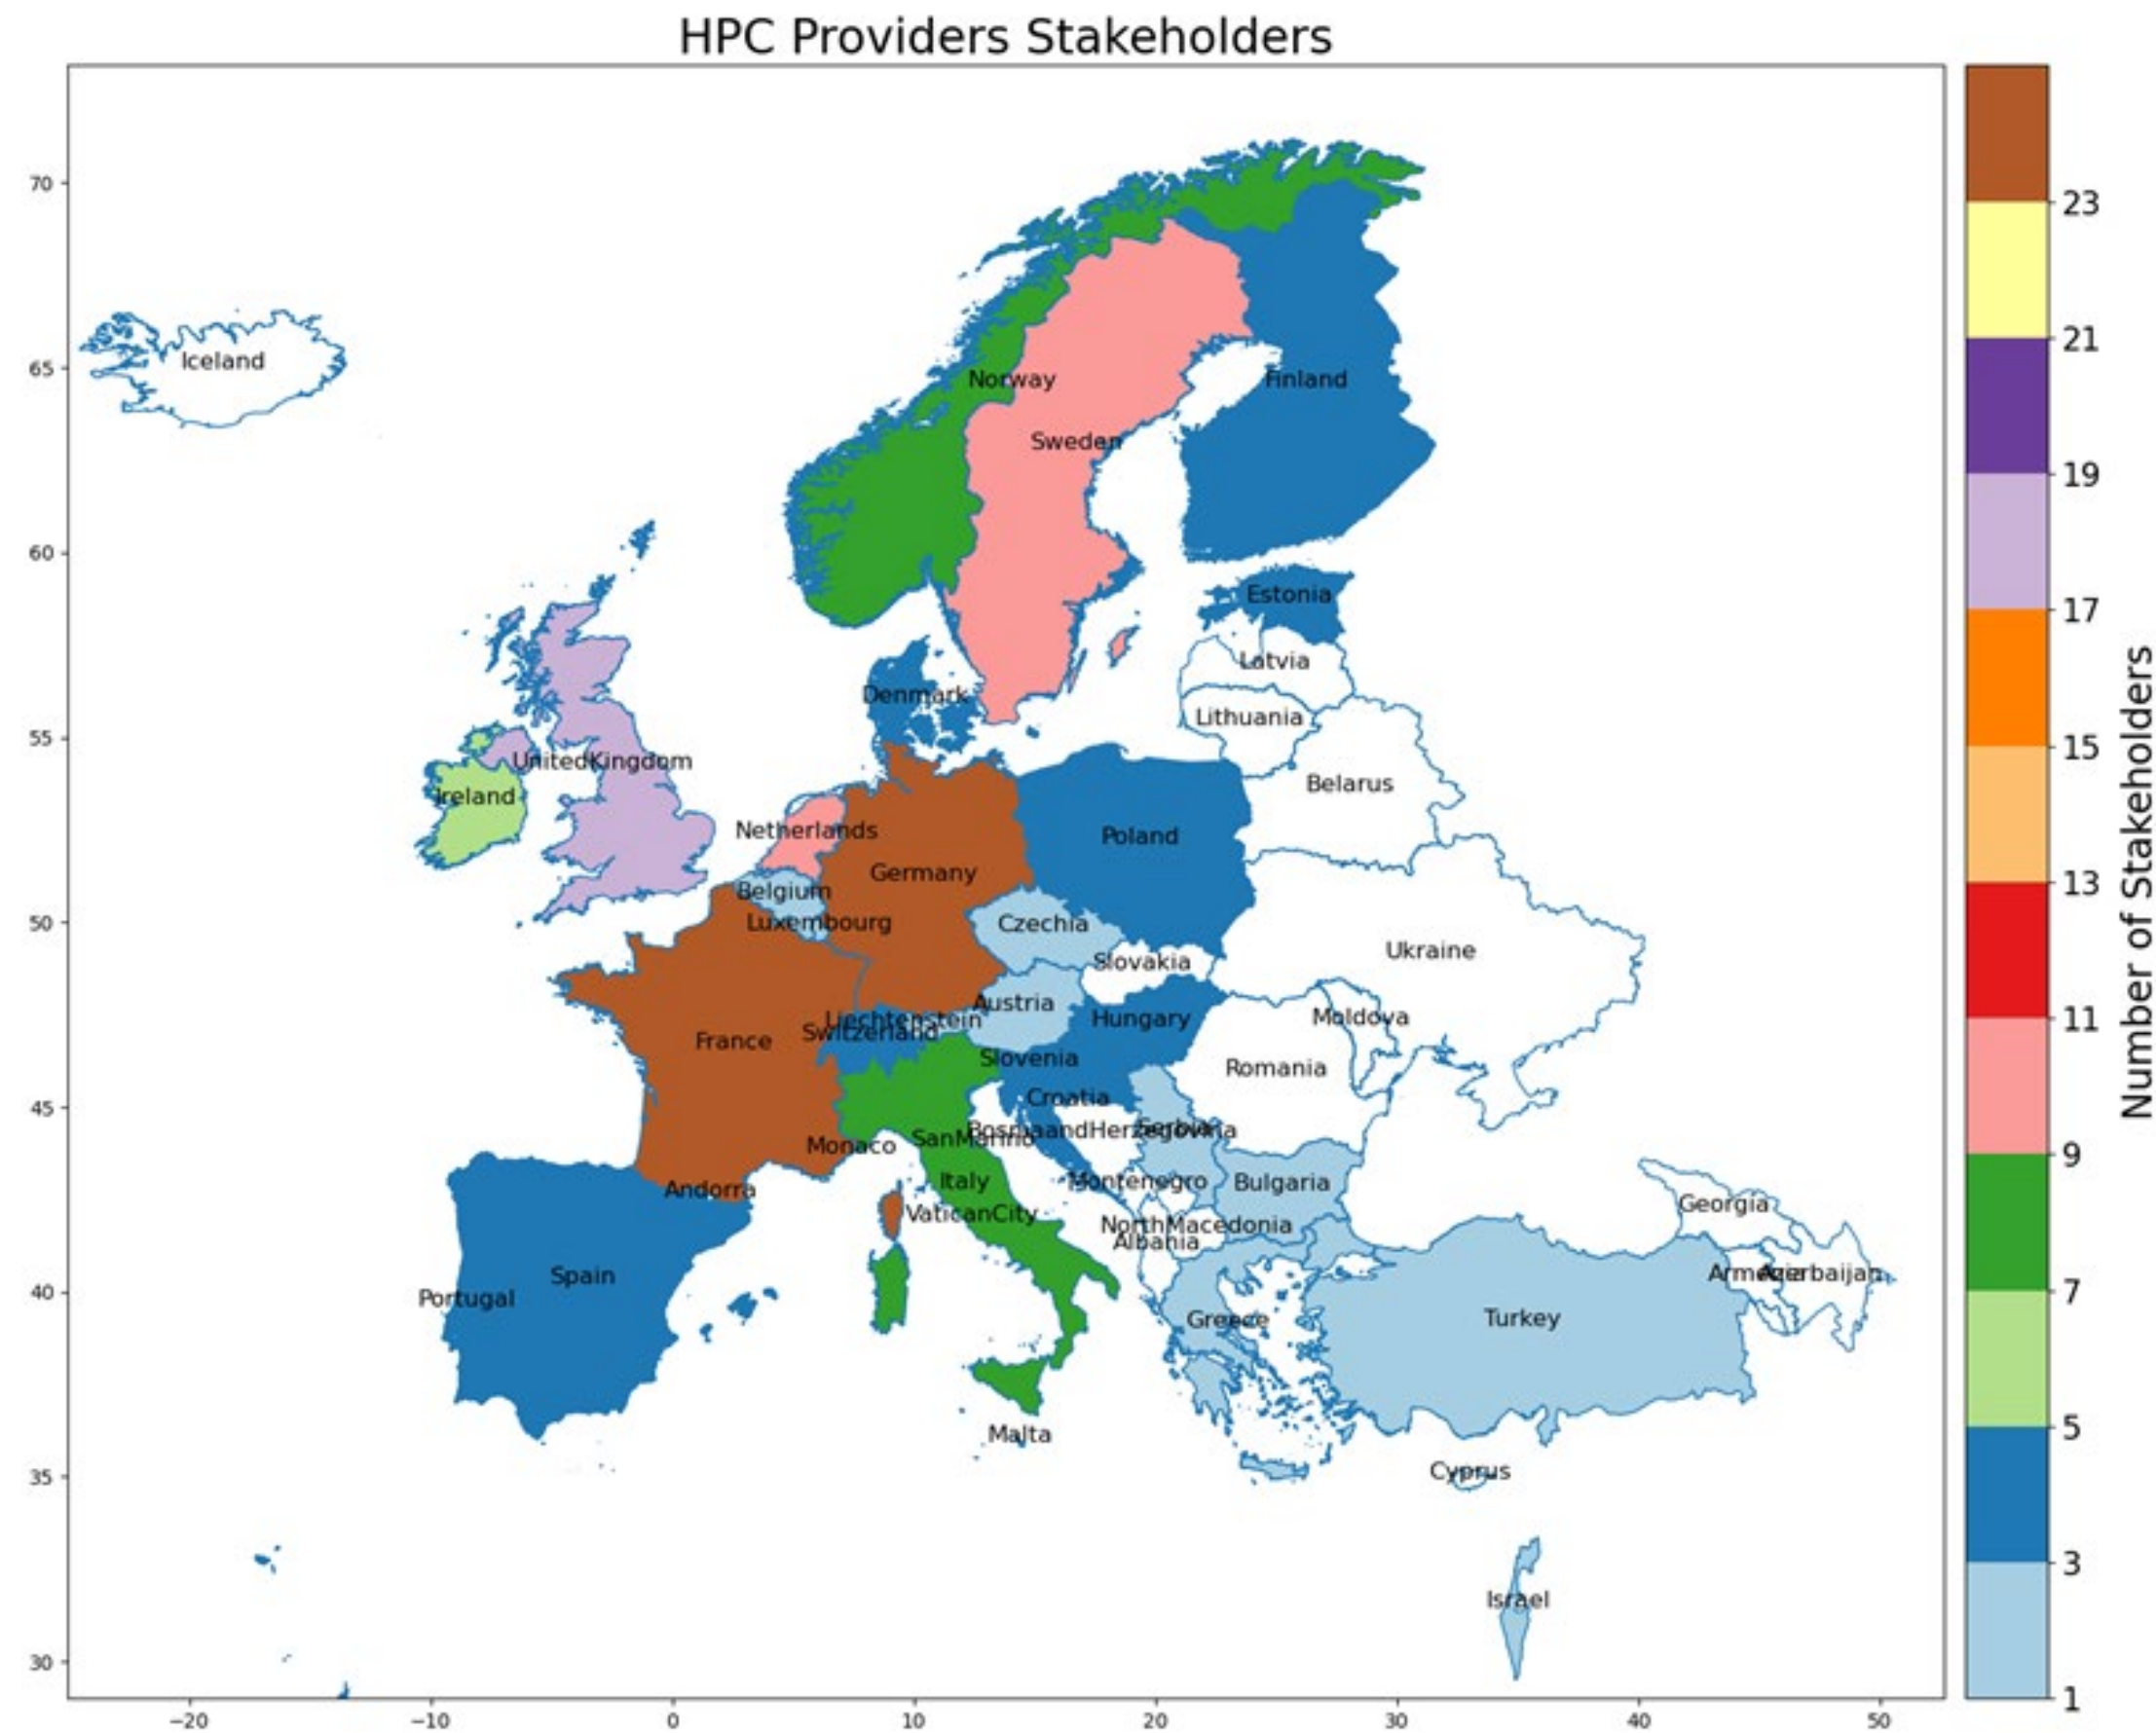 HPC Providers Stakeholders
70
65
60
55
50
45
40
35
30
Iceland
Norway
Finland
Sweden
Estonia
Latvia
Denmark
Lithuania
UnitedKingdom
Belarus
Ireland
Netherlands
Poland
Germany
Belgium
Luxembourg
Czechia
Ukraine
Slovakia
Austria
Liechtenstein
Hungary
Moldova
Switzerland
France
Slovenia
Romania
Croatia
BosniaandHerzegovina
Serbia
SanMarino
Monaco
Italy
Montenegro
Bulgaria
Andorra
Georgia
VaticanCity
NorthMacedonia
Albania
Armenia
Azerbaijan
Spain
Portugal
Greece
Turkey
Malta
Cyprus
Israel
−20
−10
0
10
20
30
40
50
23
21
19
17
15
13
11
9
7
5
3
1
Number of Stakeholders